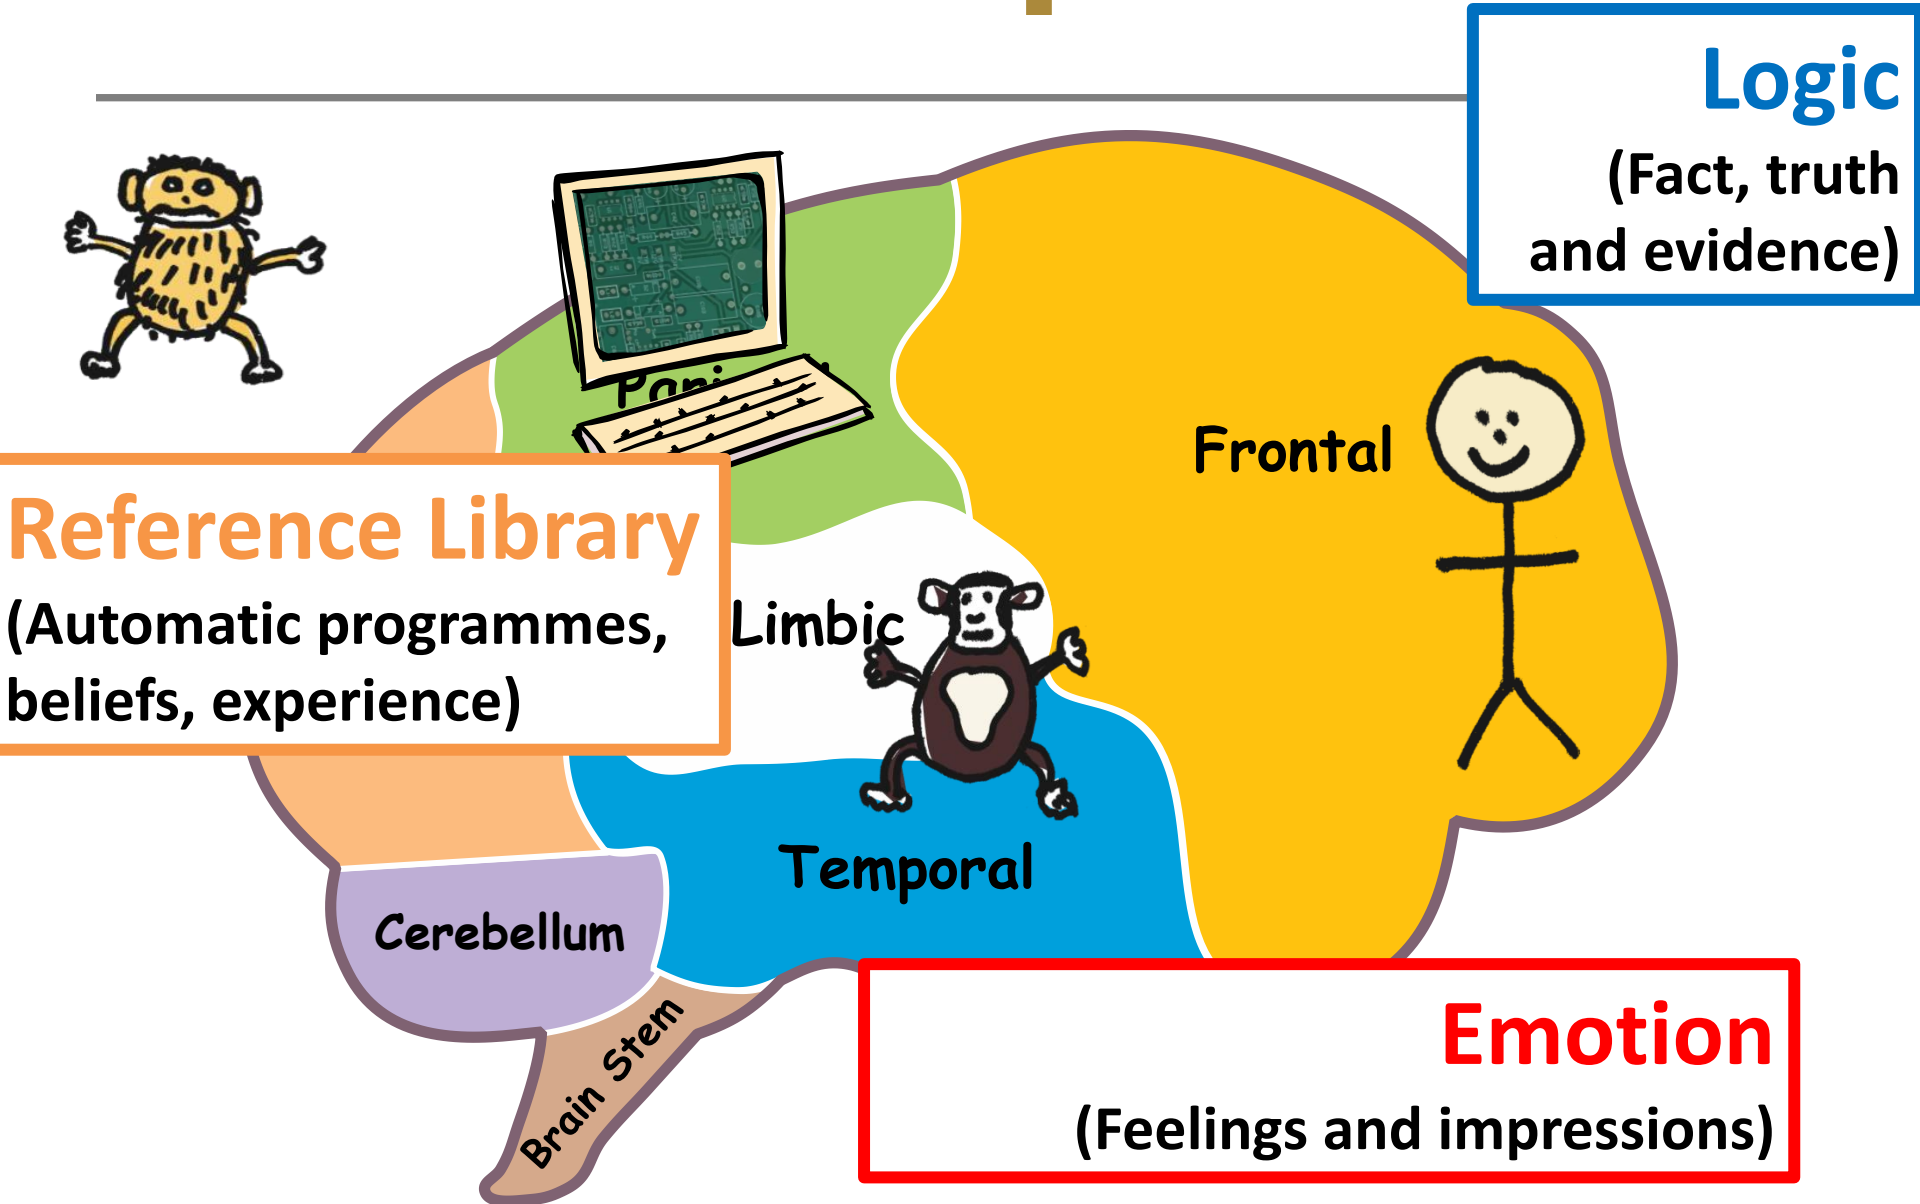 Logic
(Fact, truth
and evidence)
Frontal
Reference Library
(Automatic programmes,
beliefs, experience)
Limbic
Temporal
Cerebellum
Brain Stem
Emotion
(Feelings and impressions)